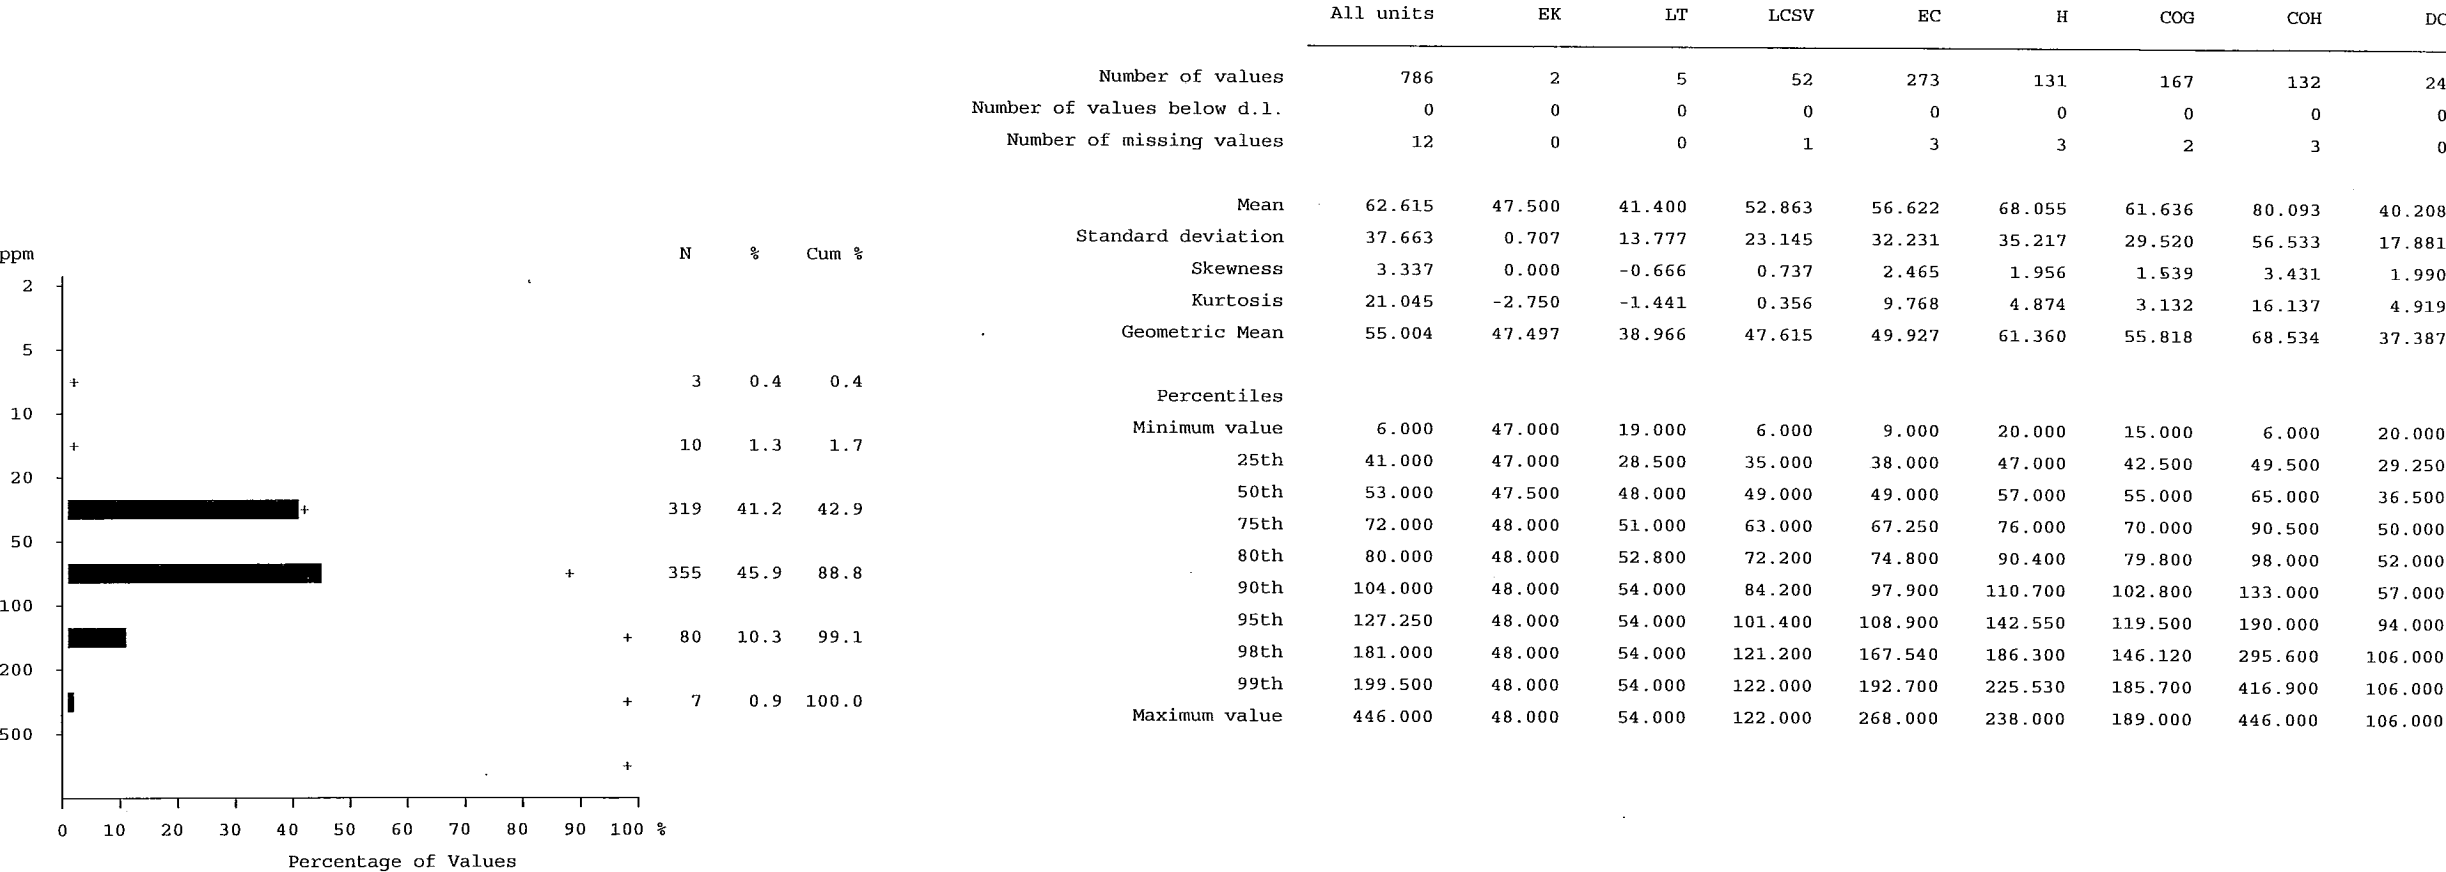 All units EK LT LCSV EC H COG COH DC
Number of values 786 2 5 52 273 131 167 132 24
Number of values below d.l. 0 0 0 0 0 0 0 0 0
Number of missing values 12 0 0 1 3 3 2 3 0
Mean 62.615 47.500 41.400 52.863 56.622 68.055 61.636 80.093 40.208
Standard deviation 37.663 0.707 13.777 23.145 32.231 35.217 29.520 56.533 17.881
Skewness 3.337 0.000 -0.666 0.737 2.465 1.956 1.539 3.431 1.990
Kurtosis 21.045 -2.750 -1.441 0.356 9.768 4.874 3.132 16.137 4.919
Geometric Mean 55.004 47.497 38.966 47.615 49.927 61.360 55.818 68.534 37.387
Percentiles
Minimum value 6.000 47.000 19.000 6.000 9.000 20.000 15.000 6.000 20.000
25th 41.000 47.000 28.500 35.000 38.000 47.000 42.500 49.500 29.250
50th 53.000 47.500 48.000 49.000 49.000 57.000 55.000 65.000 36.500
75th 72.000 48.000 51.000 63.000 67.250 76.000 70.000 90.500 50.000
80th 80.000 48.000 52.800 72.200 74.800 90.400 79.800 98.000 52.000
90th 104.000 48.000 54.000 84.200 97.900 110.700 102.800 133.000 57.000
95th 127.250 48.000 54.000 101.400 108.900 142.550 119.500 190.000 94.000
98th 181.000 48.000 54.000 121.200 167.540 186.300 146.120 295.600 106.000
99th 199.500 48.000 54.000 122.000 192.700 225.530 185.700 416.900 106.000
Maximum value 446.000 48.000 54.000 122.000 268.000 238.000 189.000 446.000 106.000
ppm N % Cum %
2
5
+ 3 0.4 0.4
10
+ 10 1.3 1.7
20
+ 319 41.2 42.9
50
+ 355 45.9 88.8
100
+ 80 10.3 99.1
200
+ 7 0.9 100.0
500
+
0 10 20 30 40 50 60 70 80 90 100 %
Percentage of Values